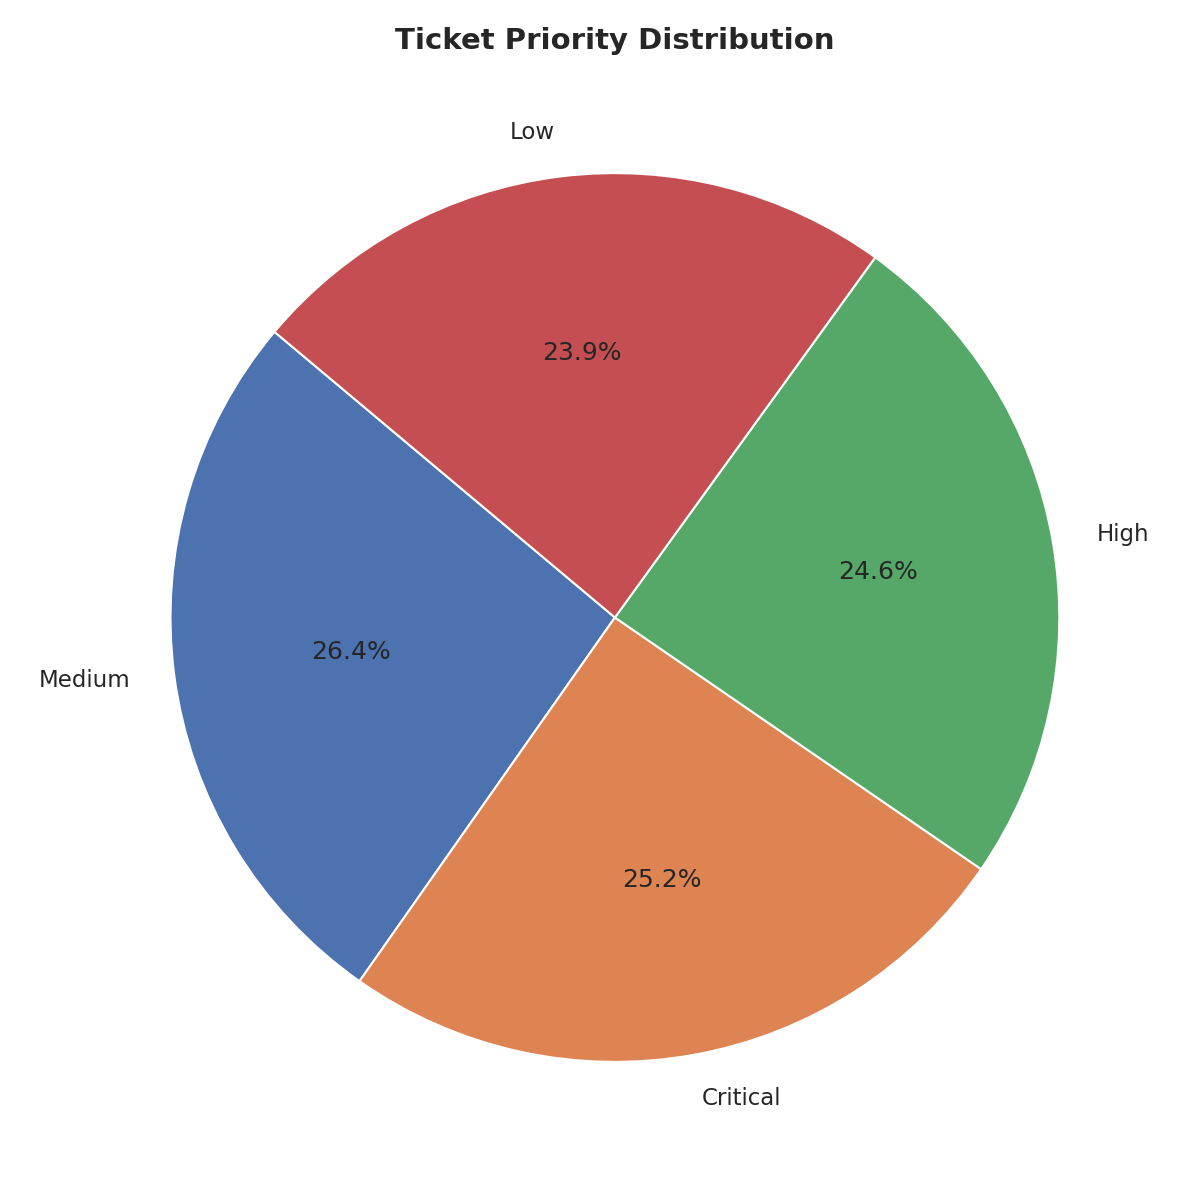 Ticket Priority Distribution
Low
23.9%
High
24.6%
26.4%
Medium
25.2%
Critical